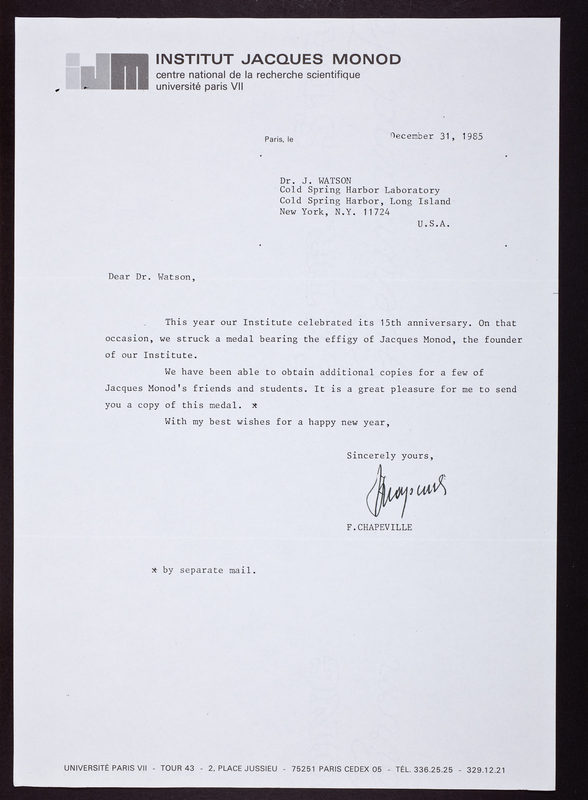 ijm
INSTITUT JACQUES MONOD
centre national de la recherche scientifique
université paris VII
Paris, le December 31, 1985
Dr. J. WATSON
Cold Spring Harbor Laboratory
Cold Spring Harbor, Long Island
New York, N.Y. 11724
U.S.A.
Dear Dr. Watson,
This year our Institute celebrated its 15th anniversary. On that
occasion, we struck a medal bearing the effigy of Jacques Monod, the founder
of our Institute.
We have been able to obtain additional copies for a few of
Jacques Monod's friends and students. It is a great pleasure for me to send
you a copy of this medal. *
With my best wishes for a happy new year,
Sincerely yours,
F.CHAPEVILLE
* by separate mail.
UNIVERSITÉ PARIS VII - TOUR 43 - 2, PLACE JUSSIEU - 75251 PARIS CEDEX 05 - TÉL. 336.25.25 - 329.12.21